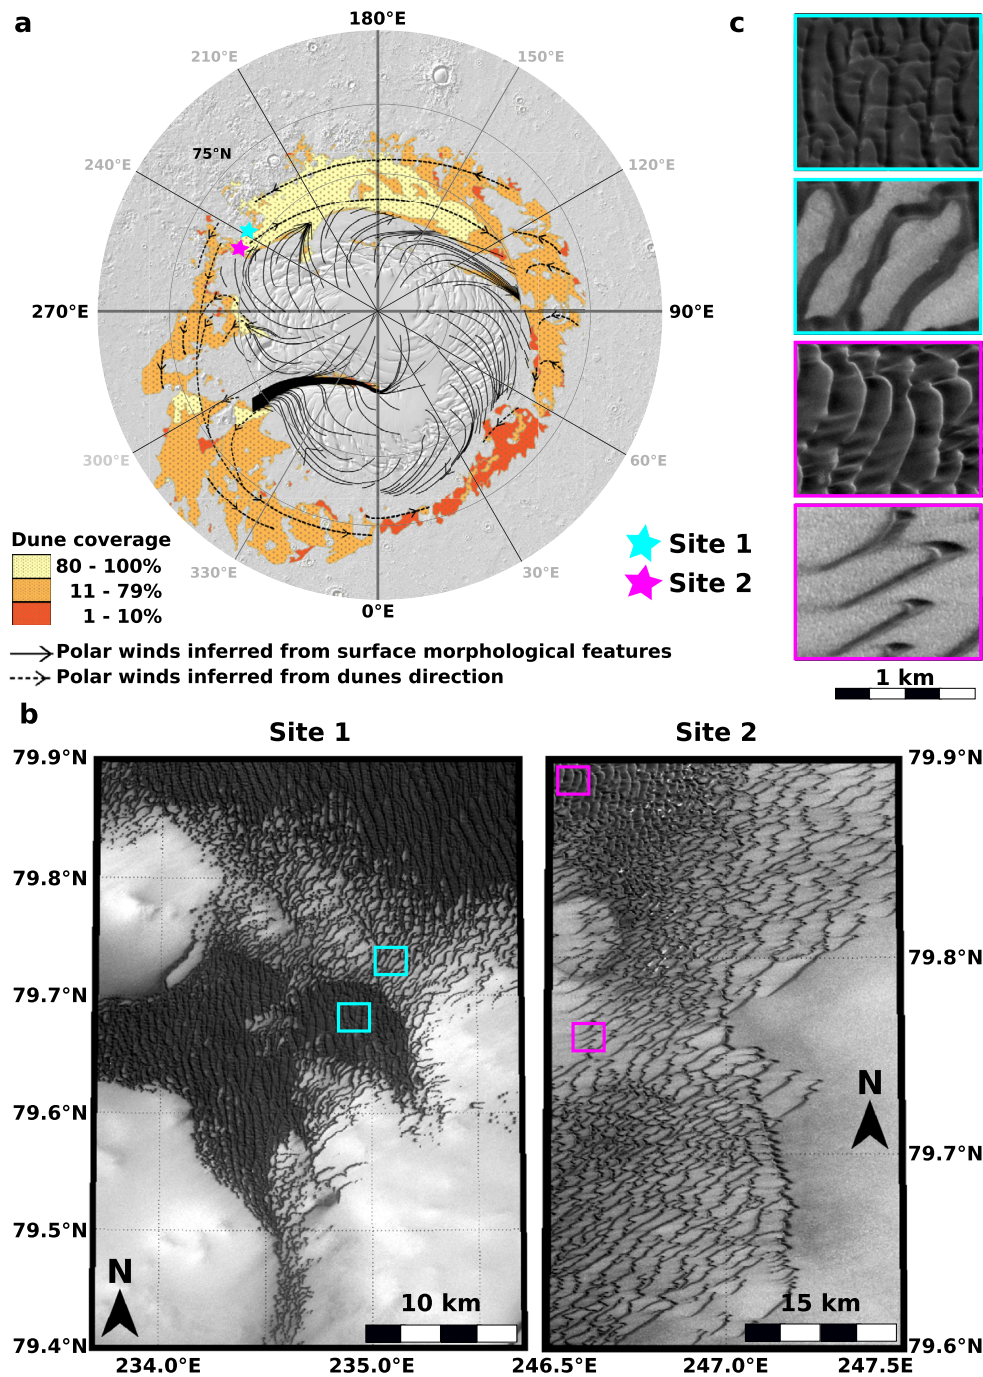 a
180°E
c
210°E
150°E
240°E
75°N
120°E
270°E
90°E
300°E
60°E
Dune coverage
80 - 100%
11 - 79%
1 - 10%
330°E
30°E
0°E
Site 1
Site 2
Polar winds inferred from surface morphological features
Polar winds inferred from dunes direction
1 km
b
Site 1
Site 2
79.9°N
79.8°N
79.7°N
79.6°N
79.5°N
79.4°N
N
10 km
234.0°E
235.0°E
79.9°N
79.8°N
N
79.7°N
15 km
79.6°N
246.5°E
247.0°E
247.5°E